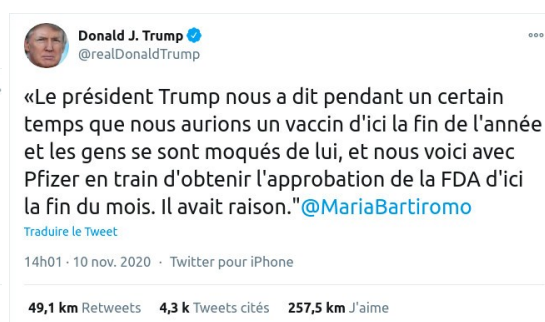 Donald J. Trump
@realDonaldTrump
«Le président Trump nous a dit pendant un certain
temps que nous aurions un vaccin d'ici la fin de l'année
et les gens se sont moqués de lui, et nous voici avec
Pfizer en train d'obtenir l'approbation de la FDA d'ici
la fin du mois. Il avait raison."@MariaBartiromo
Traduire le Tweet
14h01 · 10 nov. 2020 · Twitter pour iPhone
49,1 km Retweets 4,3 k Tweets cités 257,5 km J'aime